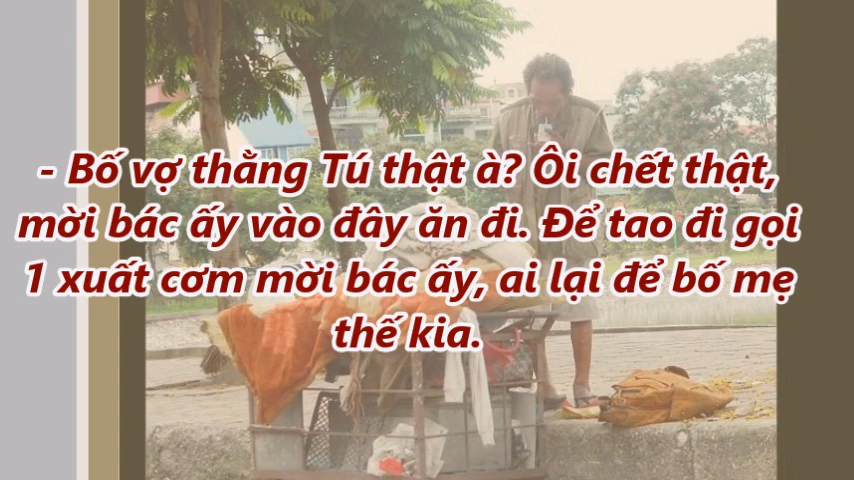 - Bố vợ thằng Tú thật à? Ôi chết thật,
mời bác ấy vào đây ăn đi. Để tao đi gọi
1 xuất cơm mời bác ấy, ai lại để bố mẹ
thế kia.